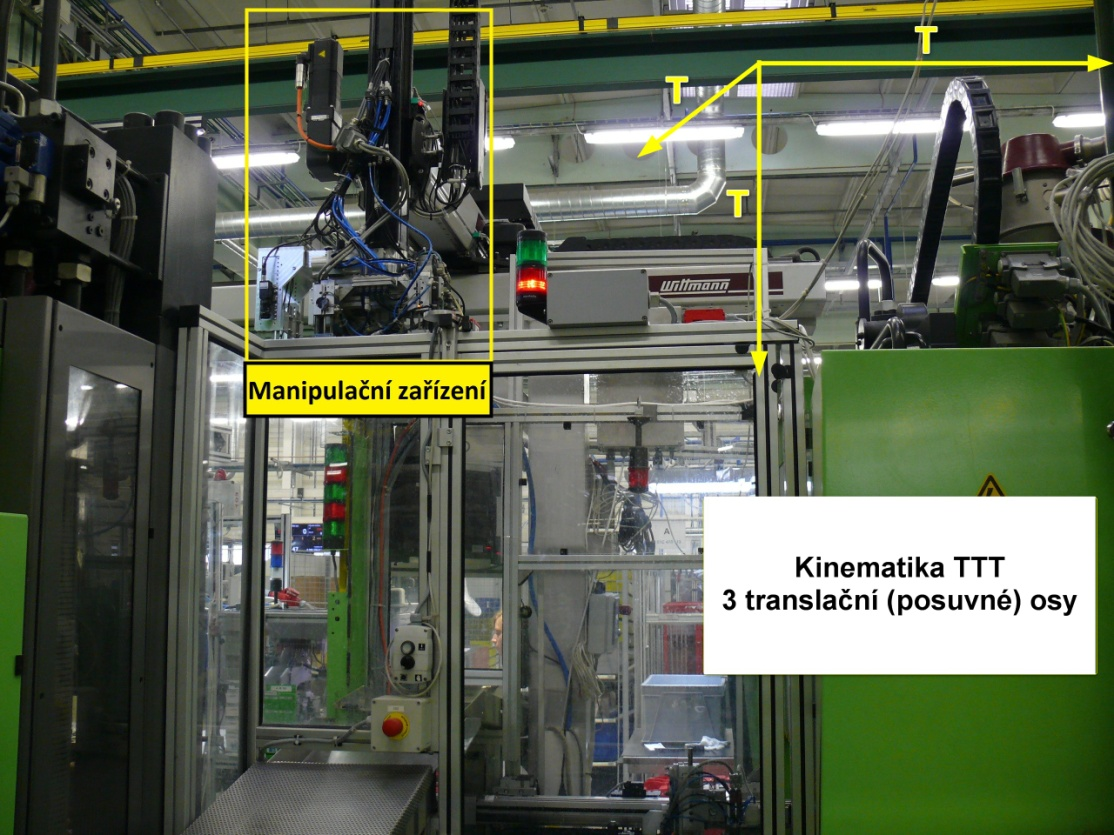 T
T
T
Wittmann
Manipulační zařízení
Kinematika TTT
3 translační (posuvné) osy